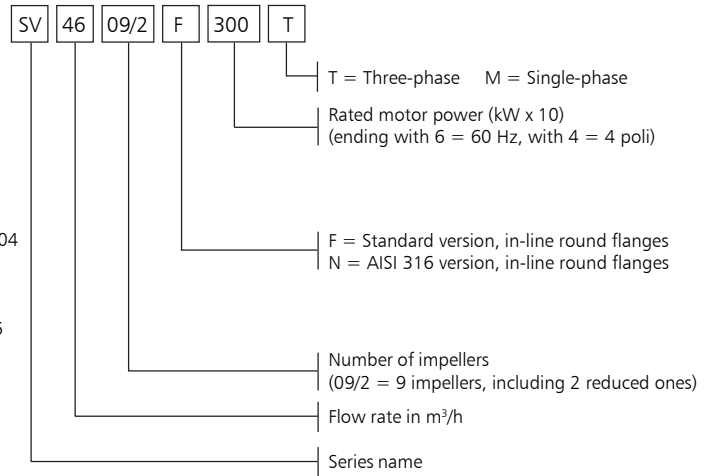 SV 46 09/2 F 300 T
T = Three-phase M = Single-phase
Rated motor power (kW x 10)
(ending with 6 = 60 Hz, with 4 = 4 poli)
04
F = Standard version, in-line round flanges
N = AISI 316 version, in-line round flanges
Number of impellers
(09/2 = 9 impellers, including 2 reduced ones)
Flow rate in m³/h
Series name